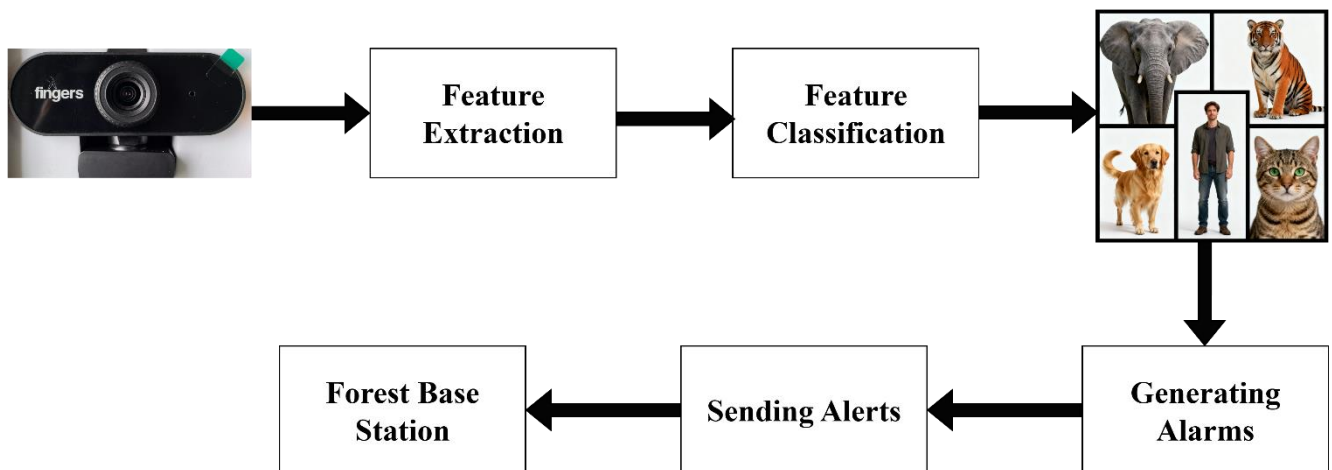 fingers
Feature
Extraction
Feature
Classification
Forest Base
Station
Sending Alerts
Generating
Alarms